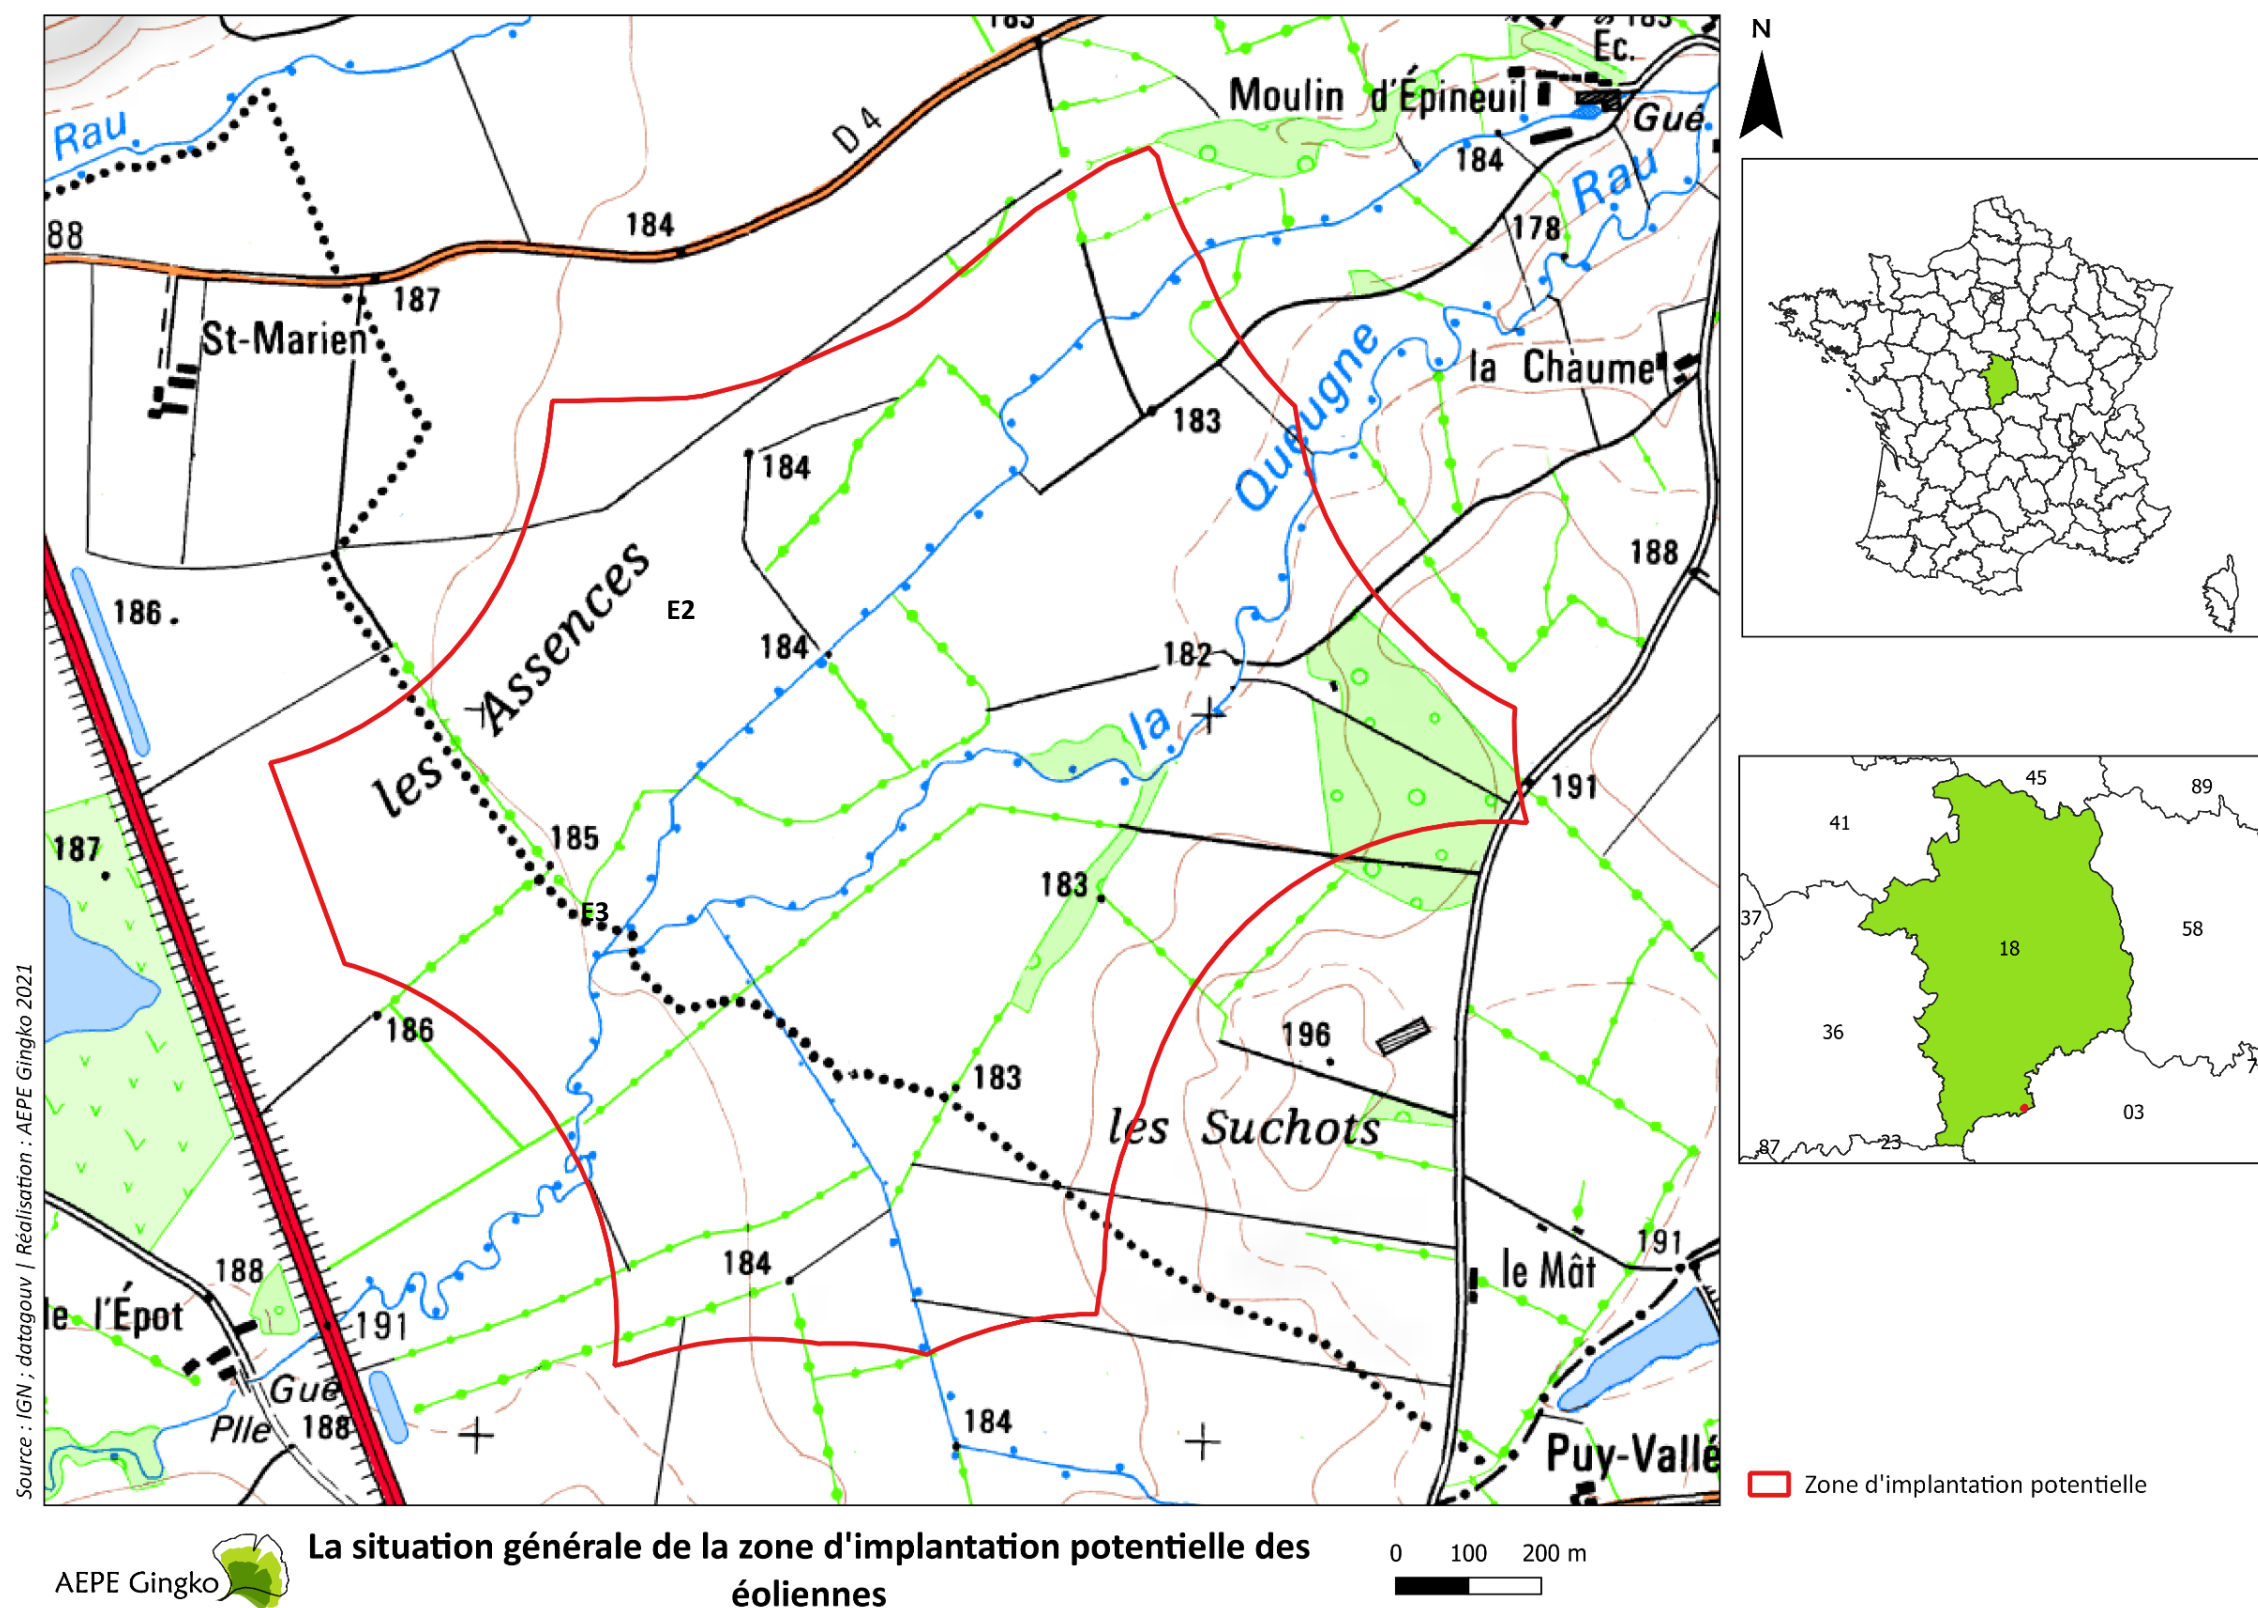 183
183
Ec.
N
Moulin d'Épineuil
Gué
Rau
D 4
184
Rau
88
184
178
187
St-Marien
la Chaume
183
Queugne
184
188
186
E2
Assences
184
182
la
les
191
185
187
183
E3
186
196
183
les Suchots
184
191
188
le Mât
le l'Épot
191
Gué
Plle
188
184
Puy-Vallé
45
89
41
37
18
58
36
7
03
87
23
Zone d'implantation potentielle
Source : IGN ; datagouv | Réalisation : AEPE Gingko 2021
AEPE Gingko
La situation générale de la zone d'implantation potentielle des
éoliennes
0 100 200 m